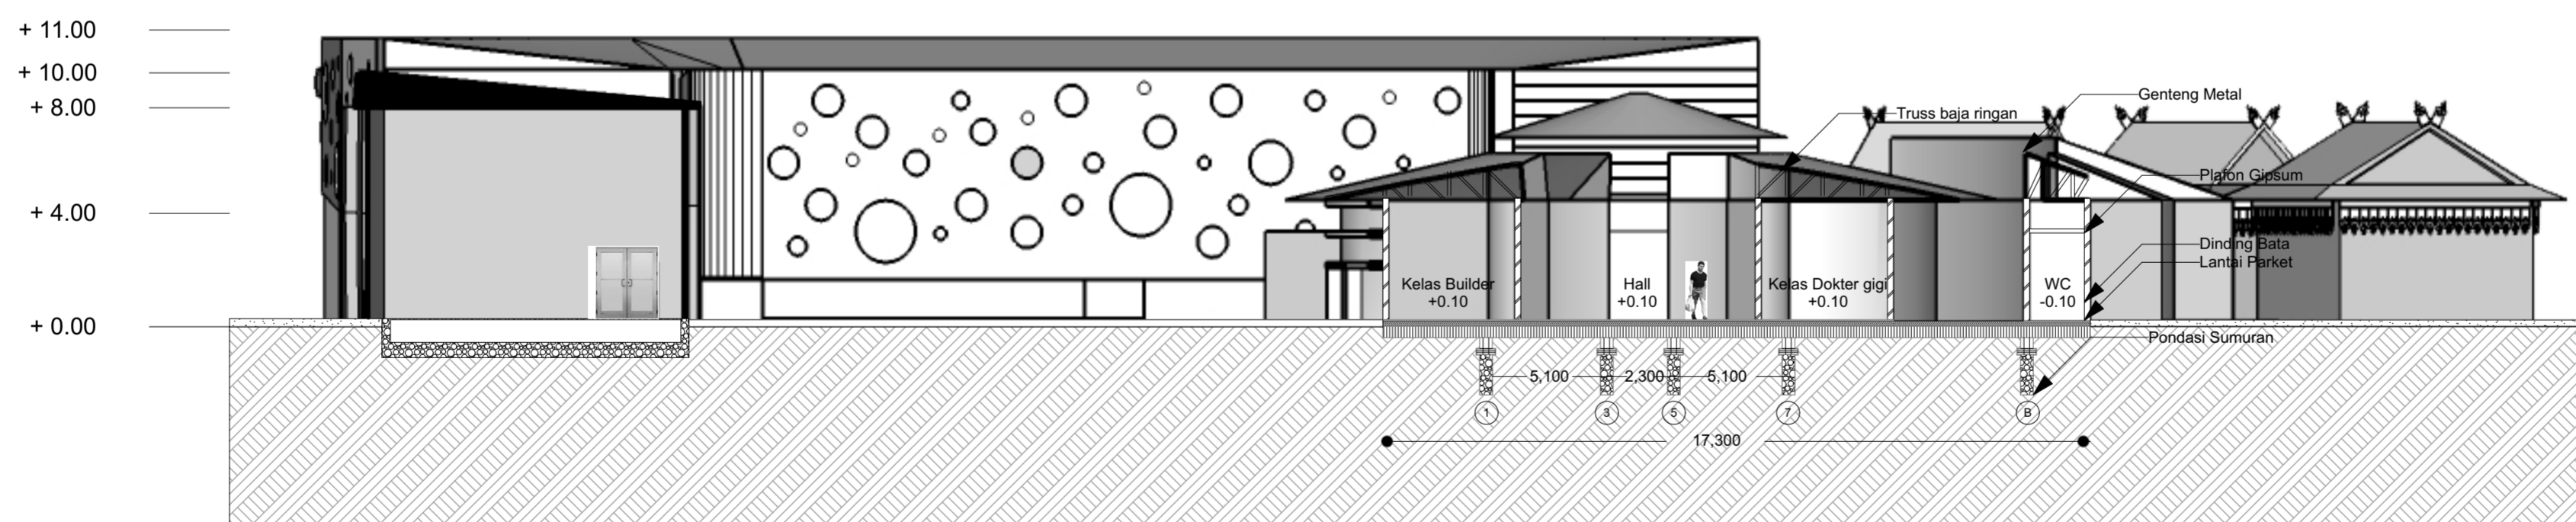 + 11.00
+ 10.00
+ 8.00
+ 4.00
+ 0.00
Genteng Metal
Truss baja ringan
Plafon Gipsum
Dinding Bata
Lantai Parket
Kelas Builder
+0.10
Hall
+0.10
Kelas Dokter gigi
+0.10
WC
-0.10
Pondasi Sumuran
5,100
2,300
5,100
1
3
5
7
B
17,300